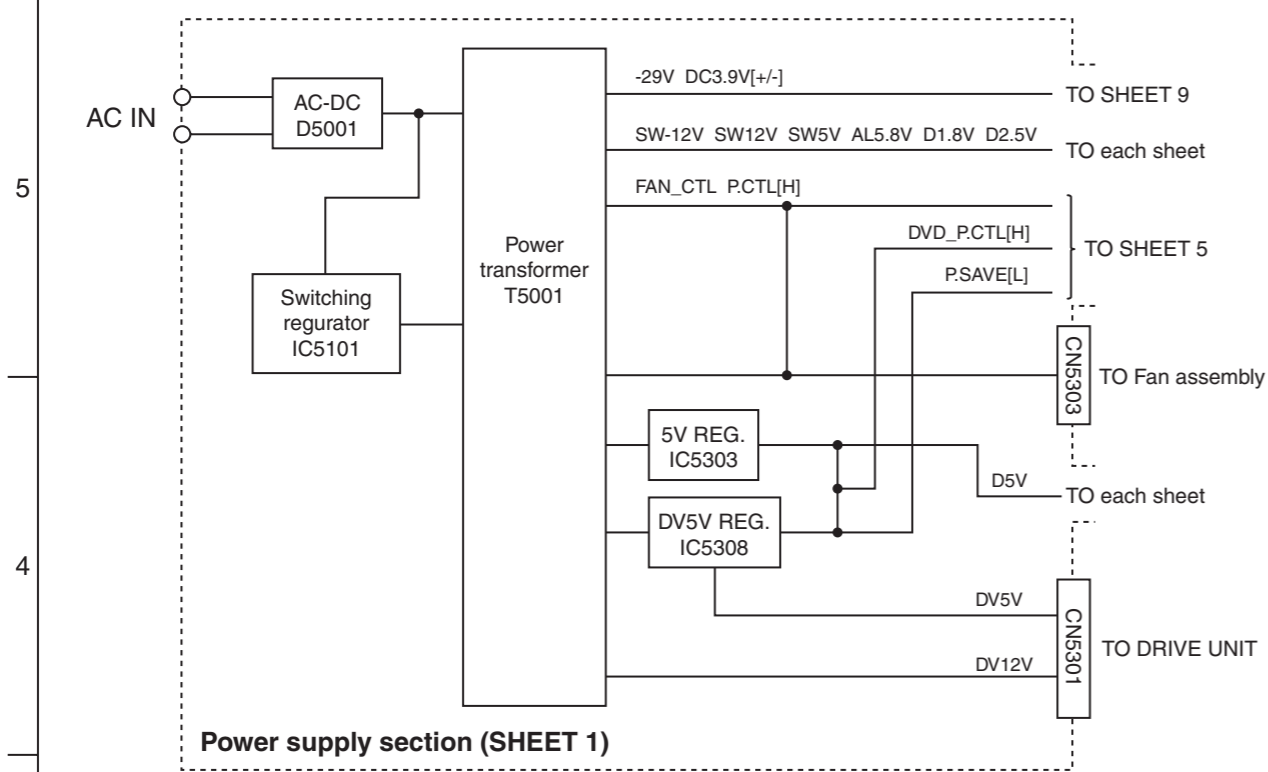 AC IN
AC-DC
D5001
Switching
regurator
IC5101
Power
transformer
T5001
-29V DC3.9V[+/-]
TO SHEET 9
SW-12V SW12V SW5V AL5.8V D1.8V D2.5V
TO each sheet
FAN_CTL P.CTL[H]
DVD_P.CTL[H]
TO SHEET 5
P.SAVE[L]
CN5303
TO Fan assembly
5V REG.
IC5303
D5V
TO each sheet
DV5V REG.
IC5308
DV5V
CN5301
TO DRIVE UNIT
DV12V
Power supply section (SHEET 1)
5
4